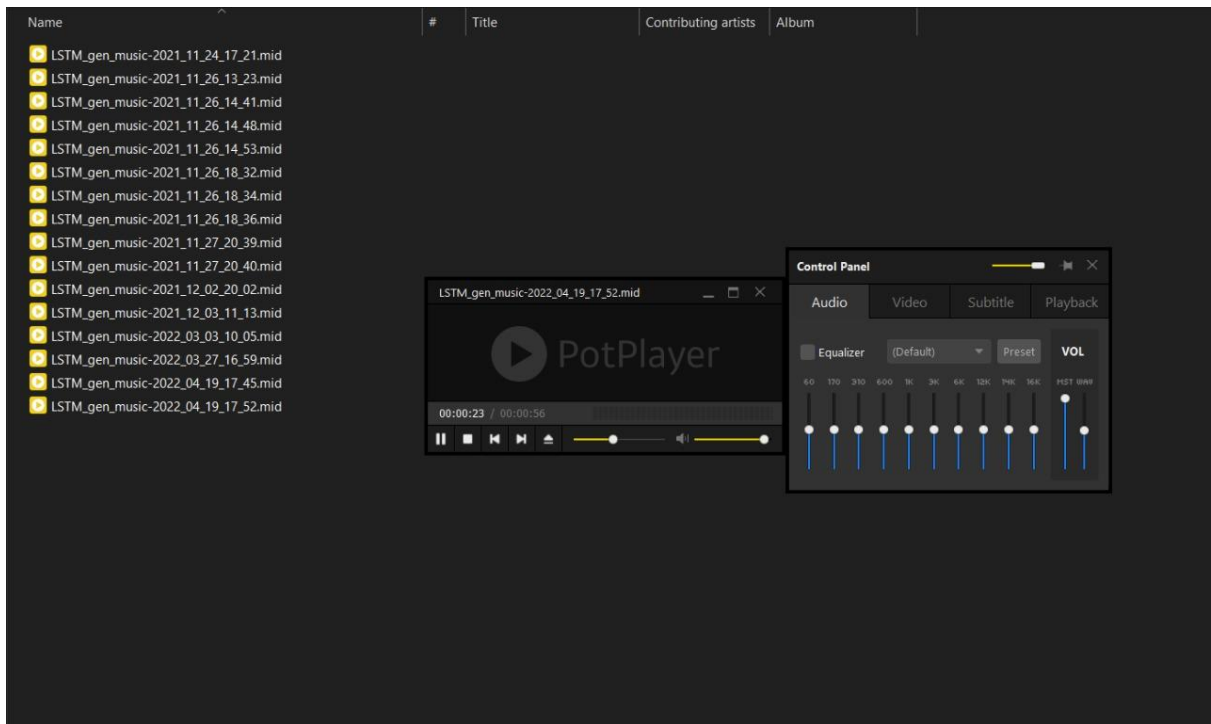 Name # Title Contributing artists Album
LSTM_gen_music-2021_11_24_17_21.mid
LSTM_gen_music-2021_11_26_13_23.mid
LSTM_gen_music-2021_11_26_14_41.mid
LSTM_gen_music-2021_11_26_14_48.mid
LSTM_gen_music-2021_11_26_14_53.mid
LSTM_gen_music-2021_11_26_18_32.mid
LSTM_gen_music-2021_11_26_18_34.mid
LSTM_gen_music-2021_11_26_18_36.mid
LSTM_gen_music-2021_11_27_20_39.mid
LSTM_gen_music-2021_11_27_20_40.mid
LSTM_gen_music-2021_12_02_20_02.mid
LSTM_gen_music-2021_12_03_11_13.mid
LSTM_gen_music-2022_03_03_10_05.mid
LSTM_gen_music-2022_03_27_16_59.mid
LSTM_gen_music-2022_04_19_17_45.mid
LSTM_gen_music-2022_04_19_17_52.mid
LSTM_gen_music-2022_04_19_17_52.mid
PotPlayer
00:00:23 / 00:00:56
Control Panel
Audio Video Subtitle Playback
Equalizer (Default) Preset VOL
60 170 310 600 1K 3K 6K 12K 14K 16K MST WAV